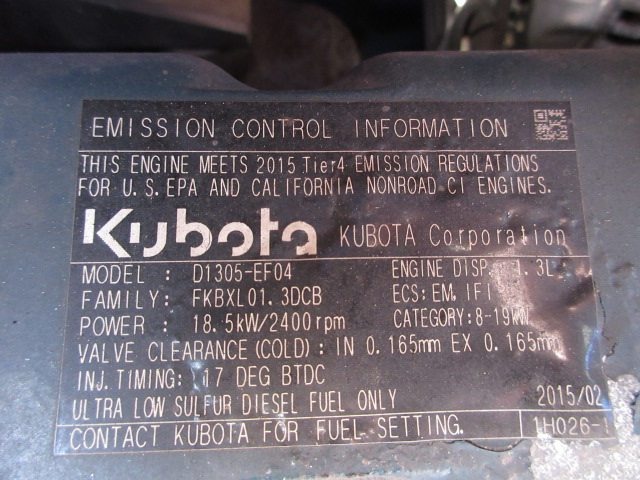 EMISSION CONTROL INFORMATION
THIS ENGINE MEETS 2015 Tier4 EMISSION REGULATIONS
FOR U.S.EPA AND CALIFORNIA NONROAD CI ENGINES.
Kubota KUBOTA Corporation
MODEL : D1305-EF04 ENGINE DISP.: 1.3L
FAMILY: FKBXL01.3DCB ECS:EM,IFI
POWER : 18.5kW/2400rpm CATEGORY:8-19kW
VALVE CLEARANCE(COLD): IN 0.165mm EX 0.165mm
INJ.TIMING: 17 DEG BTDC
ULTRA LOW SULFUR DIESEL FUEL ONLY 2015/02
CONTACT KUBOTA FOR FUEL SETTING. 1H026-